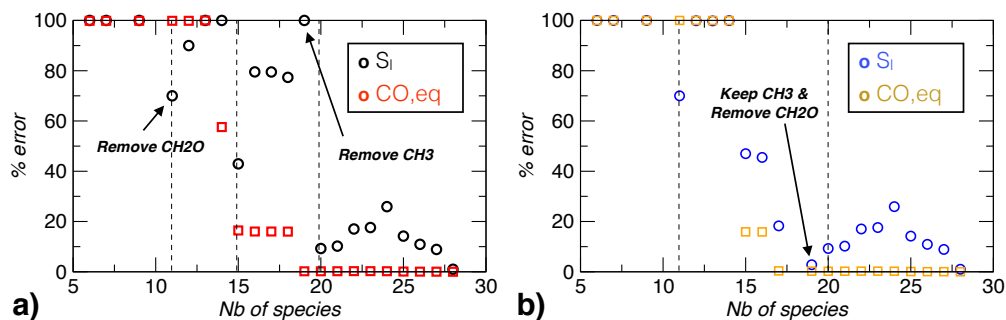 100
80
60
40
20
0
% error
5
10
15
20
25
30
Nb of species
S_l
CO,eq
Remove CH2O
Remove CH3
a)
100
80
60
40
20
0
% error
5
10
15
20
25
30
Nb of species
S_l
CO,eq
Keep CH3 &
Remove CH2O
b)